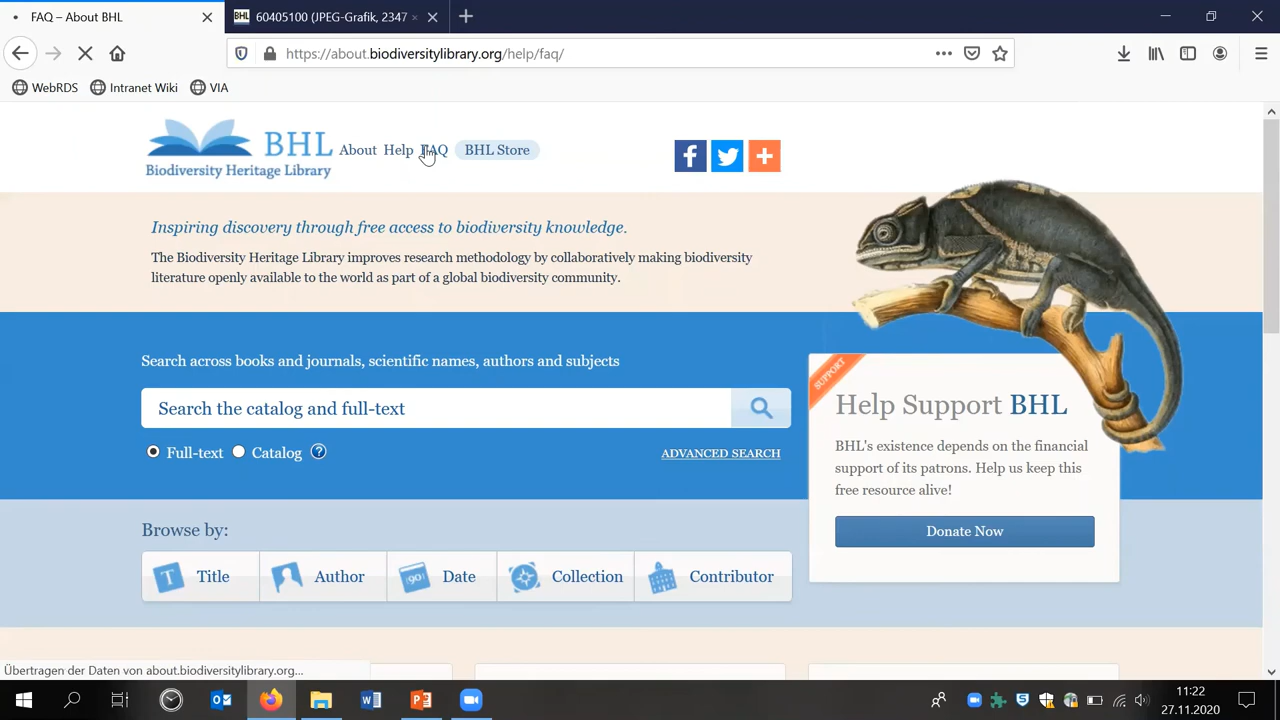 FAQ – About BHL
BHL 60405100 (JPEG-Grafik, 2347 ×
https://about.biodiversitylibrary.org/help/faq/
WebRDS Intranet Wiki VIA
BHL
Biodiversity Heritage Library
About Help FAQ BHL Store
Inspiring discovery through free access to biodiversity knowledge.
The Biodiversity Heritage Library improves research methodology by collaboratively making biodiversity
literature openly available to the world as part of a global biodiversity community.
Search across books and journals, scientific names, authors and subjects
Search the catalog and full-text
Full-text Catalog ?
ADVANCED SEARCH
SUPPORT
Help Support BHL
BHL's existence depends on the financial
support of its patrons. Help us keep this
free resource alive!
Donate Now
Browse by:
Title Author Date Collection Contributor
Übertragen der Daten von about.biodiversitylibrary.org...
11:22
27.11.2020